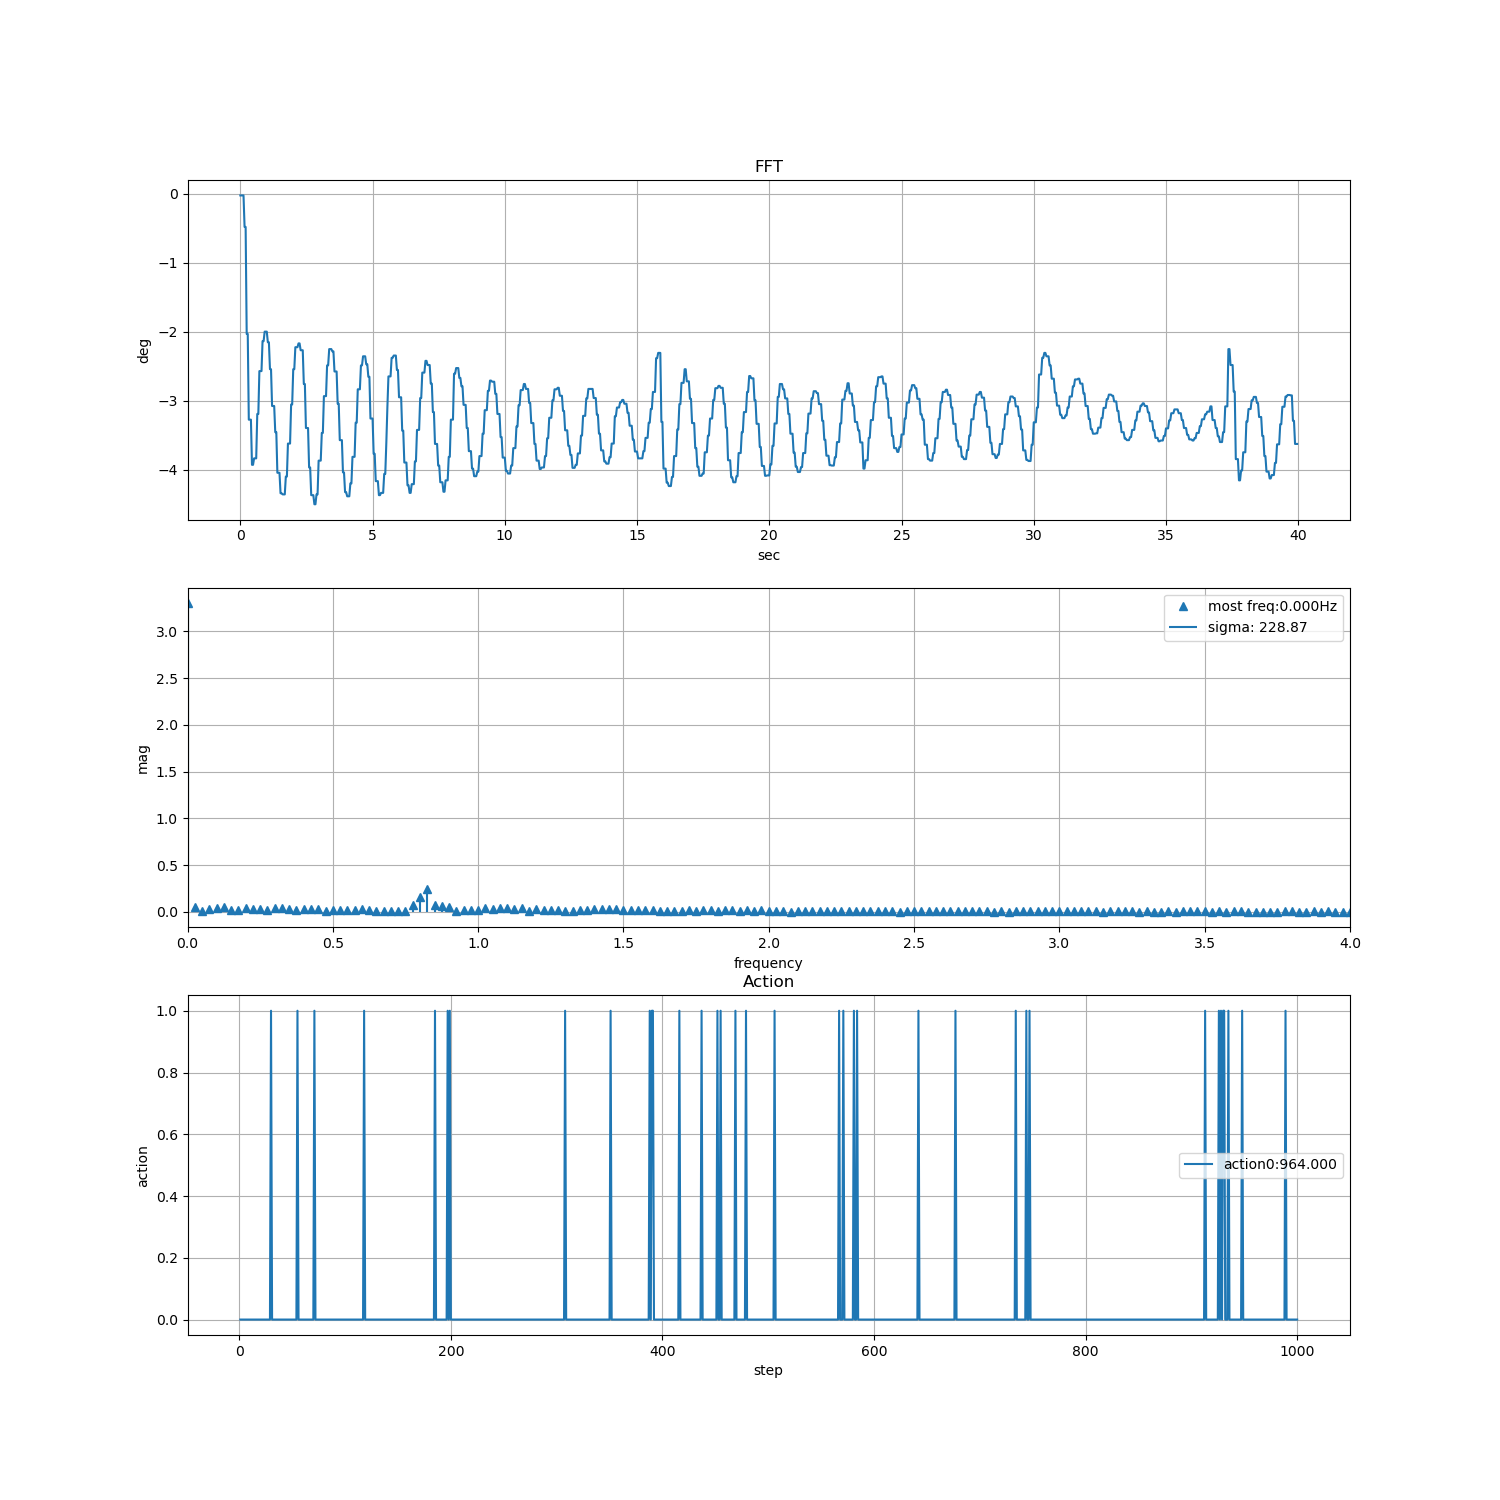 FFT
0
−1
−2
−3
−4
deg
0 5 10 15 20 25 30 35 40
sec
most freq:0.000Hz
sigma: 228.87
3.0
2.5
2.0
1.5
1.0
0.5
0.0
mag
0.0 0.5 1.0 1.5 2.0 2.5 3.0 3.5 4.0
frequency
Action
1.0
0.8
0.6
0.4
0.2
0.0
action
action0:964.000
0 200 400 600 800 1000
step